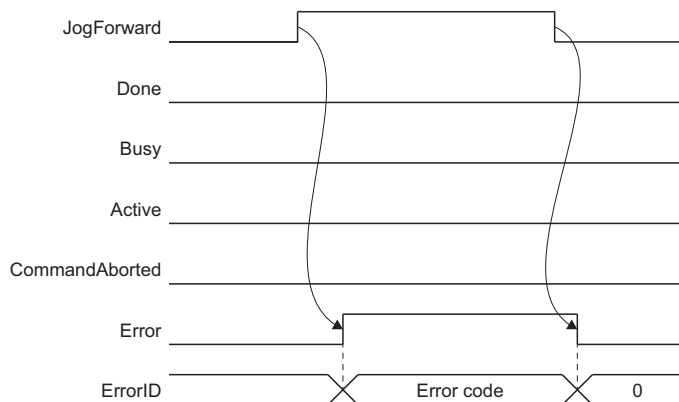 JogForward
Done
Busy
Active
CommandAborted
Error
ErrorID Error code 0